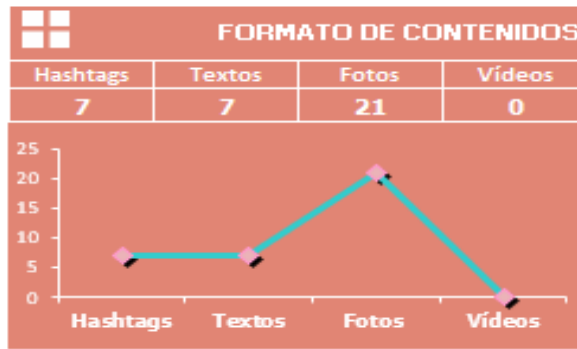 FORMATO DE CONTENIDOS
Hashtags Textos Fotos Vídeos
7 7 21 0
25
20
15
10
5
0
Hashtags Textos Fotos Vídeos